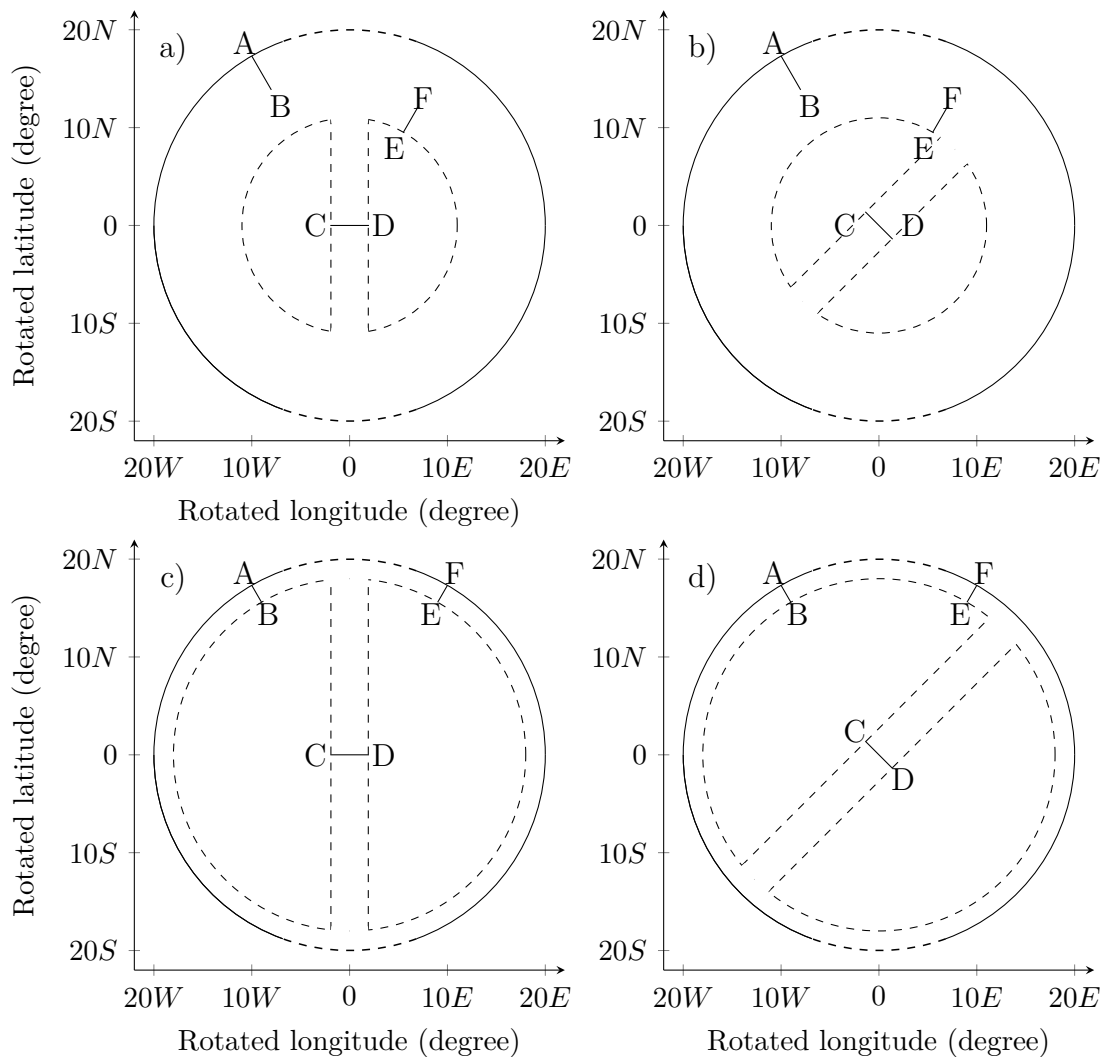 20N
10N
0
10S
20S
20W
10W
0
10E
20E
Rotated latitude (degree)
Rotated longitude (degree)
a)
A
B
C
D
E
F
20N
10N
0
10S
20S
20W
10W
0
10E
20E
b)
A
B
C
D
E
F
20N
10N
0
10S
20S
20W
10W
0
10E
20E
Rotated latitude (degree)
Rotated longitude (degree)
c)
A
B
C
D
E
F
20N
10N
0
10S
20S
20W
10W
0
10E
20E
Rotated longitude (degree)
d)
A
B
C
D
E
F